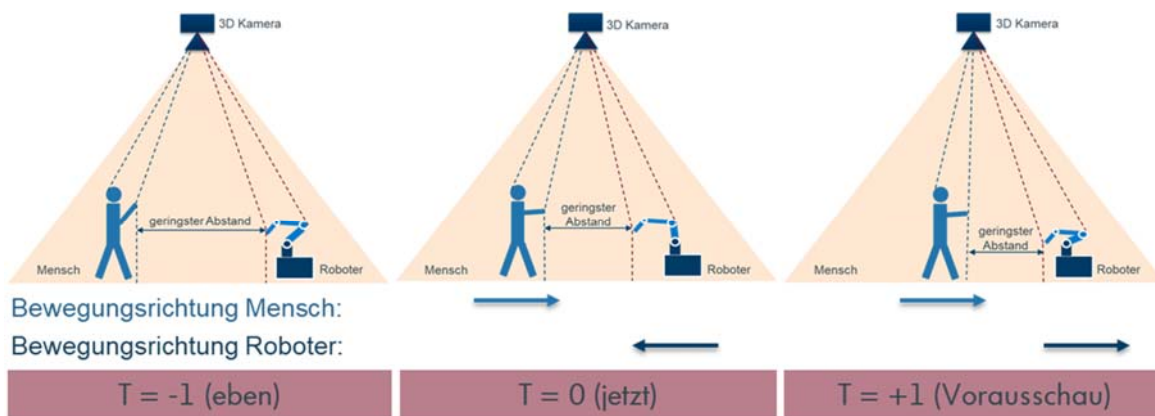 3D Kamera
geringster Abstand
Mensch
Roboter
3D Kamera
geringster
Abstand
Mensch
Roboter
3D Kamera
geringster
Abstand
Mensch
Roboter
Bewegungsrichtung Mensch:
Bewegungsrichtung Roboter:
T = -1 (eben)
T = 0 (jetzt)
T = +1 (Vorausschau)